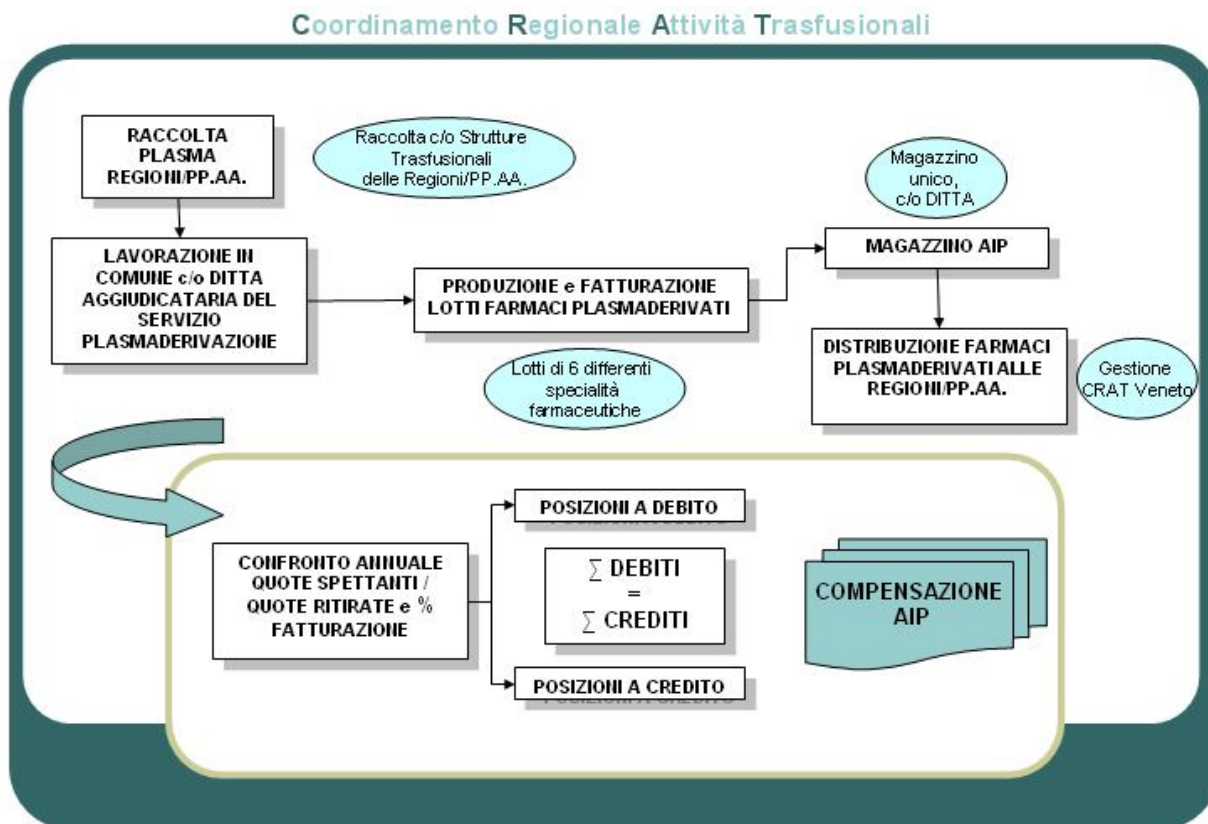 Coordinamento Regionale Attività Trasfusionali
RACCOLTA
PLASMA
REGIONI/PP.AA.
Raccolta c/o Strutture
Trasfusionali
delle Regioni/PP.AA.
Magazzino
unico,
c/o DITTA
LAVORAZIONE IN
COMUNE c/o DITTA
AGGIUDICATARIA DEL
SERVIZIO
PLASMADERIVAZIONE
PRODUZIONE e FATTURAZIONE
LOTTI FARMACI PLASMADERIVATI
MAGAZZINO AIP
Lotti di 6 differenti
specialità
farmaceutiche
DISTRIBUZIONE FARMACI
PLASMADERIVATI ALLE
REGIONI/PP.AA.
Gestione
CRAT Veneto
CONFRONTO ANNUALE
QUOTE SPETTANTI /
QUOTE RITIRATE e %
FATTURAZIONE
POSIZIONI A DEBITO
∑ DEBITI
=
∑ CREDITI
POSIZIONI A CREDITO
COMPENSAZIONE
AIP